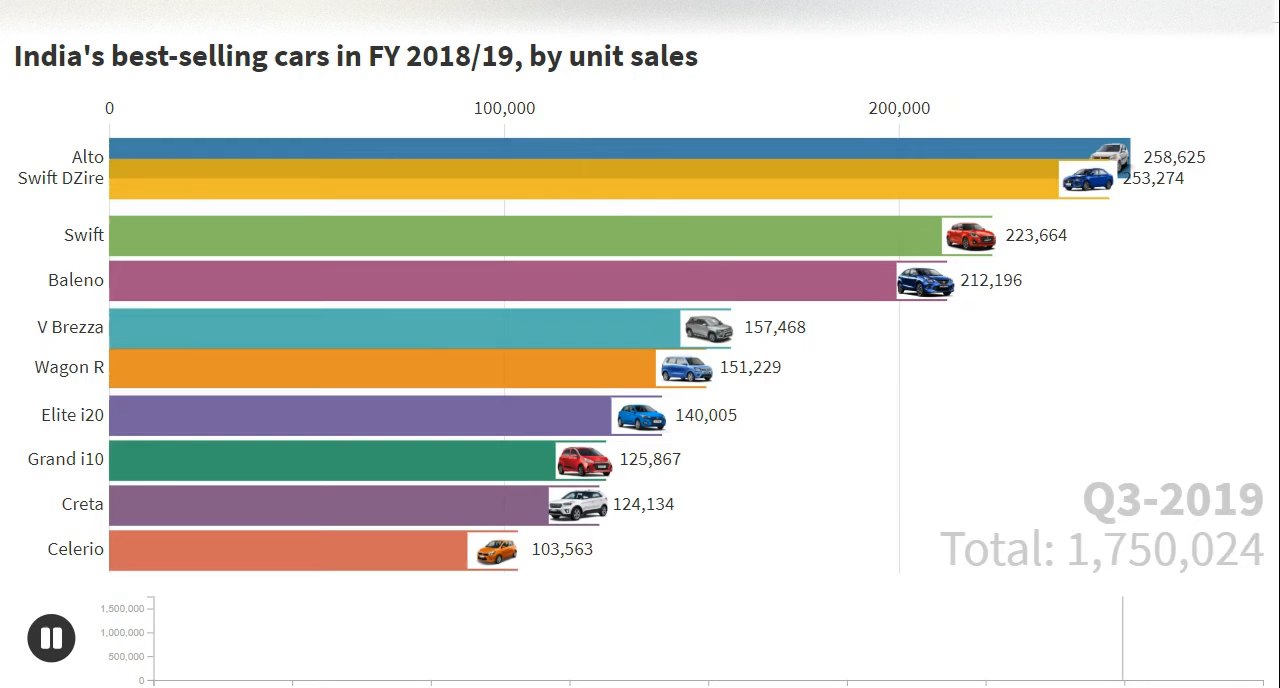 India's best-selling cars in FY 2018/19, by unit sales
0 100,000 200,000
Alto 258,625
Swift DZire 253,274
Swift 223,664
Baleno 212,196
V Brezza 157,468
Wagon R 151,229
Elite i20 140,005
Grand i10 125,867
Creta 124,134
Celerio 103,563
Q3-2019
Total: 1,750,024
1,500,000
1,000,000
500,000
0